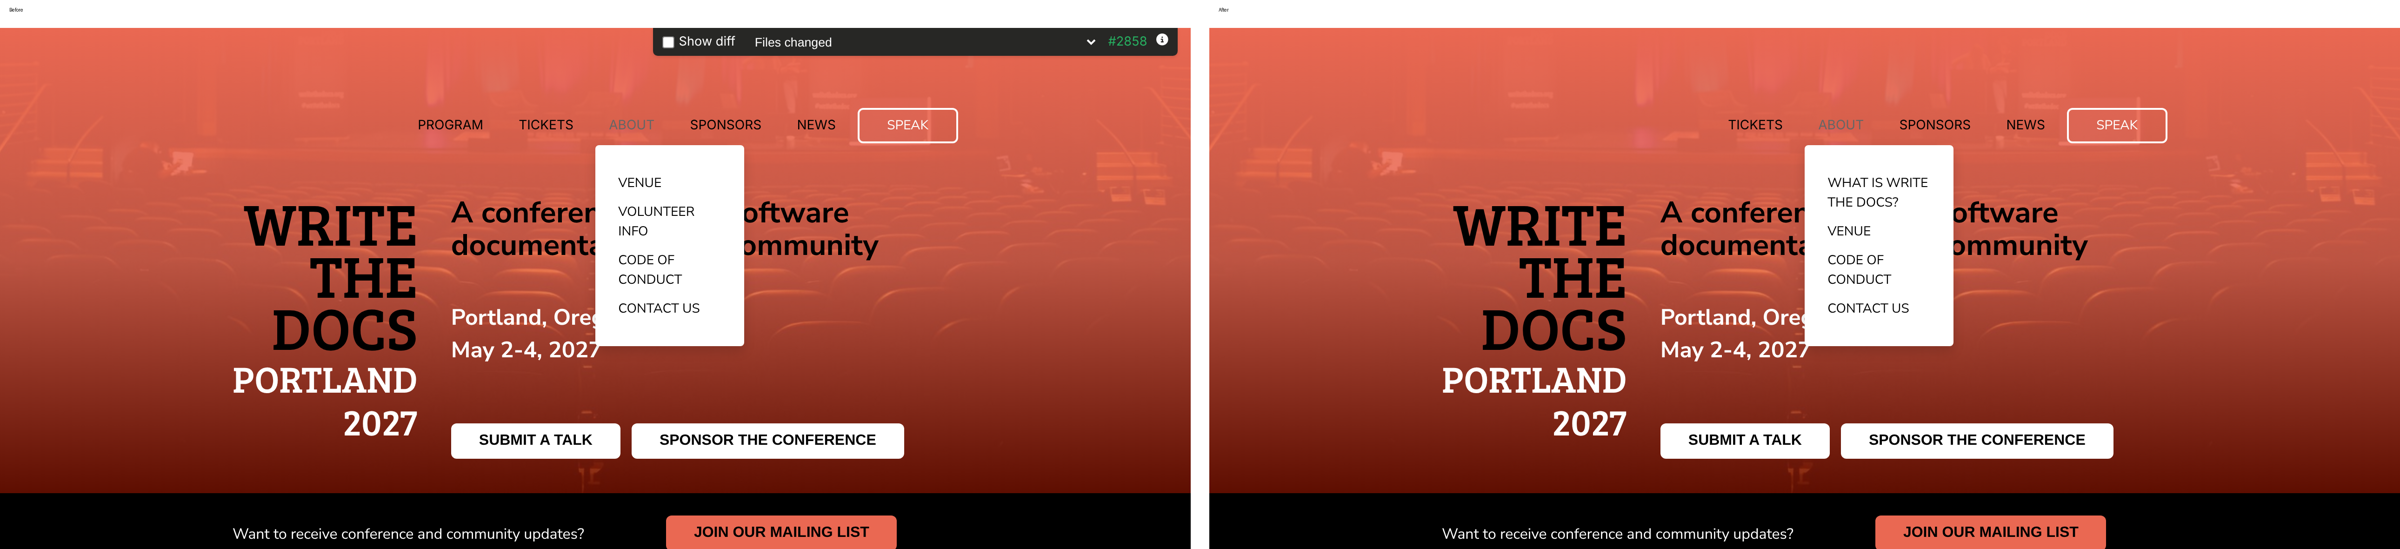 Before
Show diff Files changed #2858
PROGRAM TICKETS ABOUT SPONSORS NEWS SPEAK
VENUE
VOLUNTEER
INFO
CODE OF
CONDUCT
CONTACT US
WRITE
THE
DOCS
PORTLAND
2027
A conferen oftware
documenta ommunity
Portland, Oreg
May 2-4, 2027
SUBMIT A TALK SPONSOR THE CONFERENCE
Want to receive conference and community updates? JOIN OUR MAILING LIST
After
TICKETS ABOUT SPONSORS NEWS SPEAK
WHAT IS WRITE
THE DOCS?
VENUE
CODE OF
CONDUCT
CONTACT US
WRITE
THE
DOCS
PORTLAND
2027
A conferen oftware
documenta ommunity
Portland, Oreg
May 2-4, 2027
SUBMIT A TALK SPONSOR THE CONFERENCE
Want to receive conference and community updates? JOIN OUR MAILING LIST